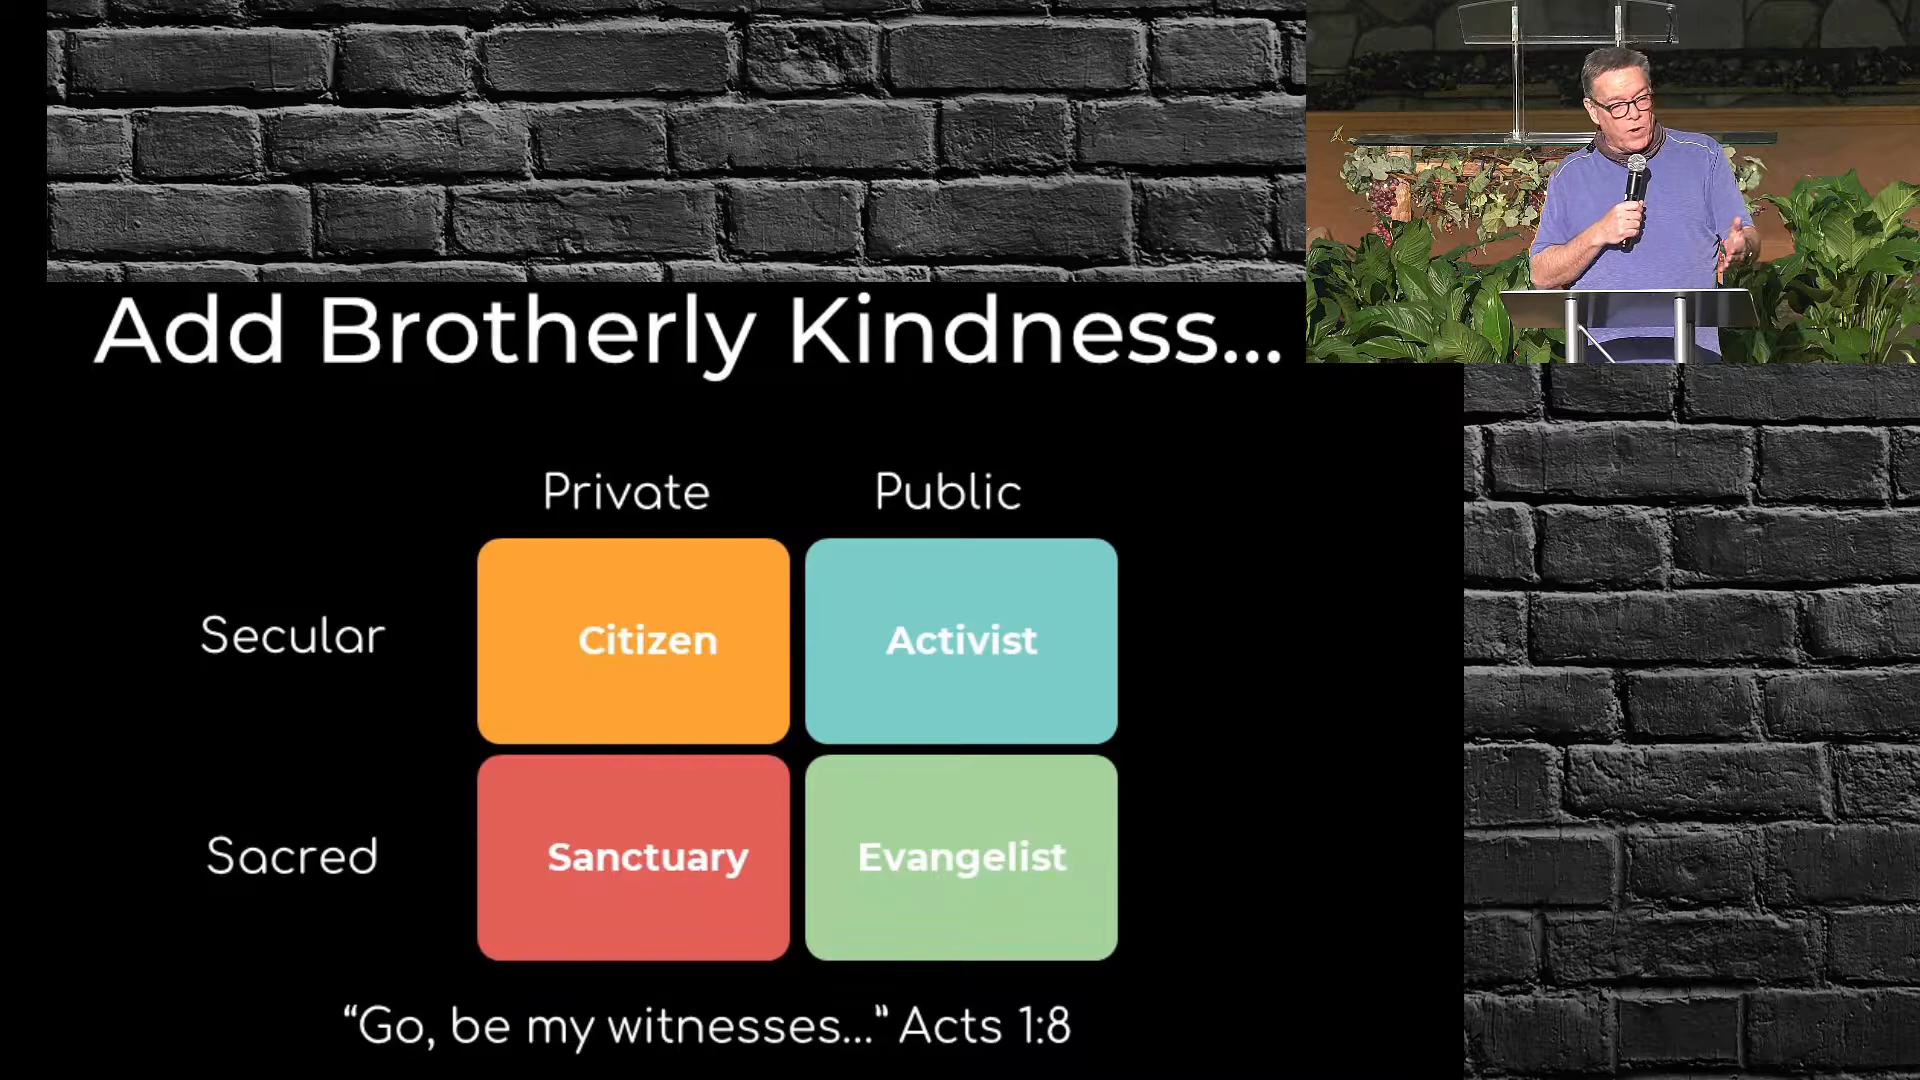 Add Brotherly Kindness...
Private Public
Secular Citizen Activist
Sacred Sanctuary Evangelist
“Go, be my witnesses...” Acts 1:8